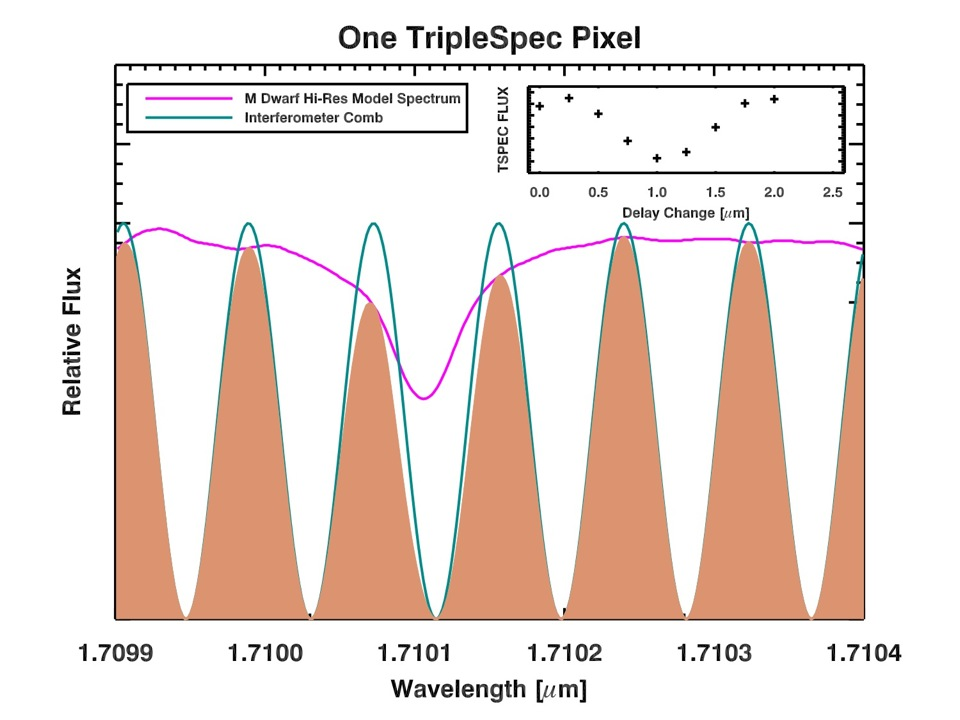 One TripleSpec Pixel
M Dwarf Hi-Res Model Spectrum
Interferometer Comb
TSPEC FLUX
0.0 0.5 1.0 1.5 2.0 2.5
Delay Change [μm]
Relative Flux
1.7099 1.7100 1.7101 1.7102 1.7103 1.7104
Wavelength [μm]